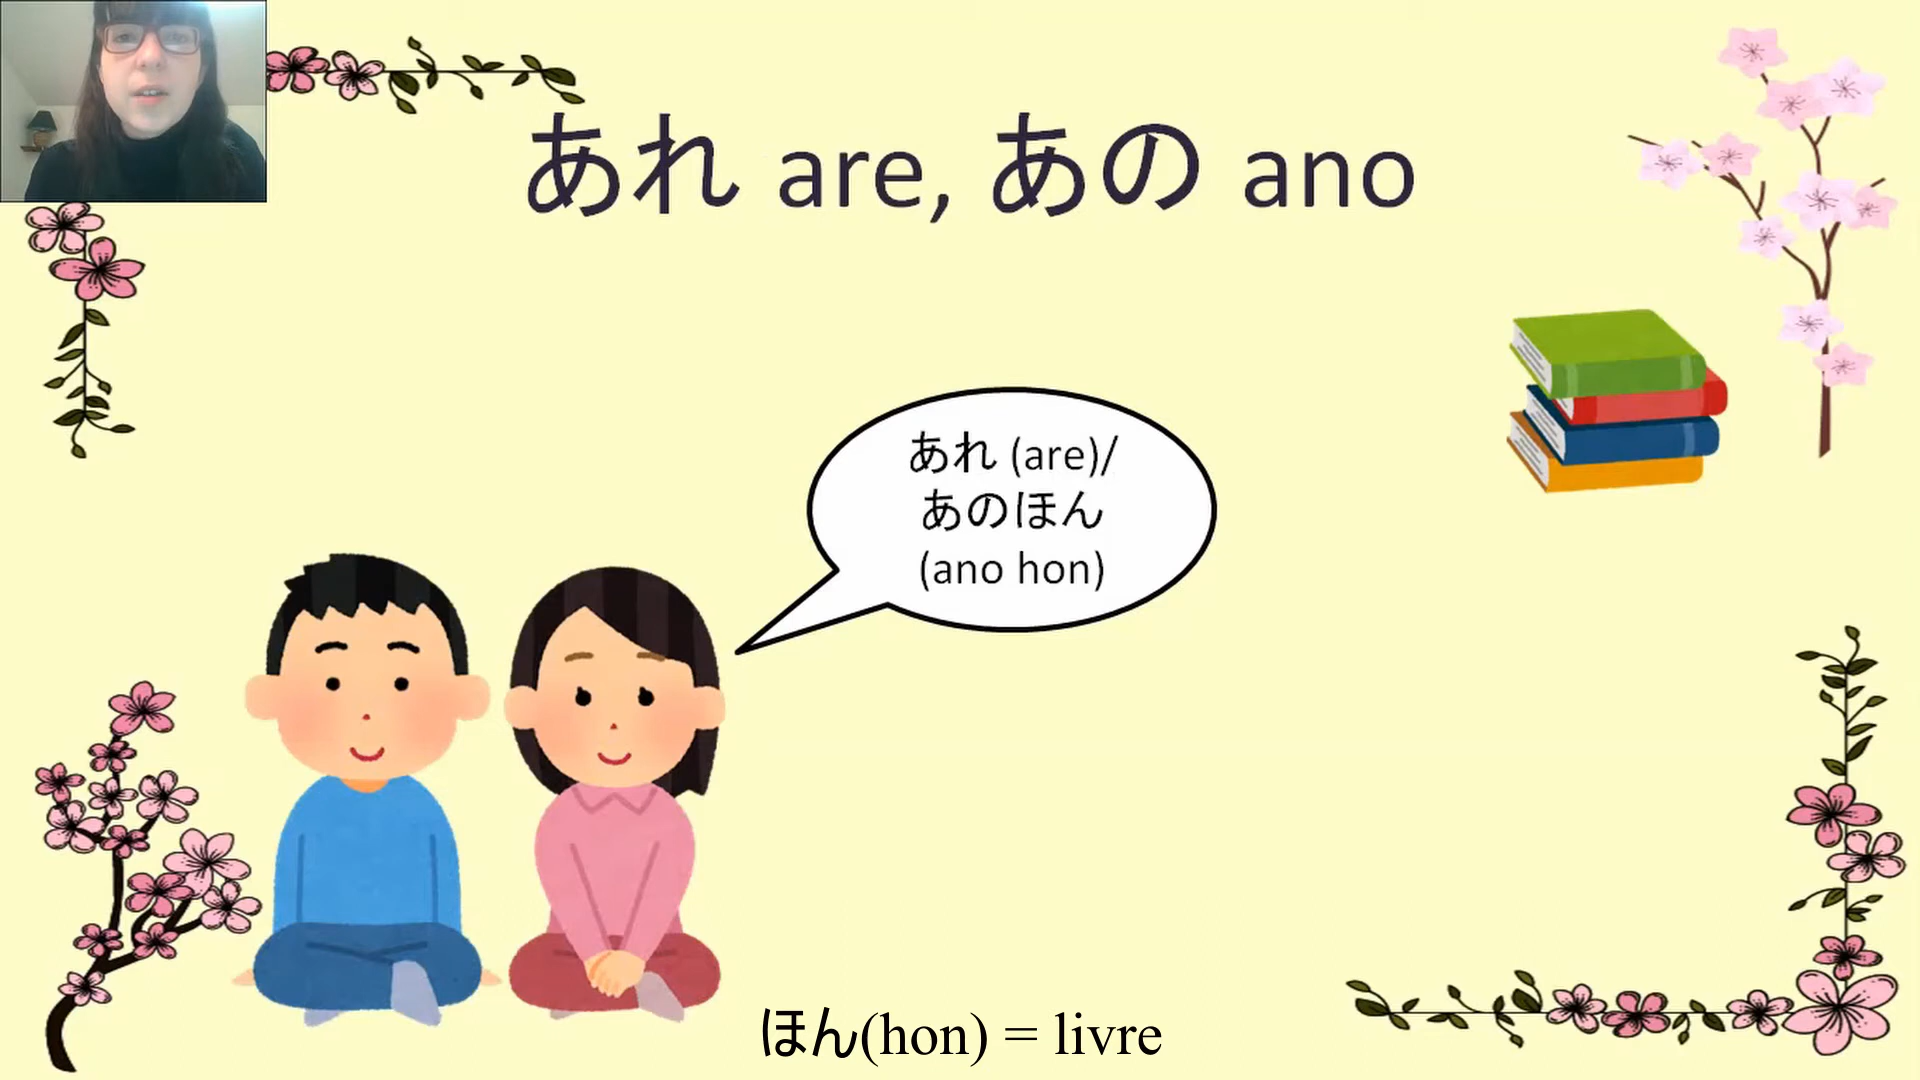 あれ are, あの ano
あれ (are)/
あのほん
(ano hon)
ほん(hon) = livre